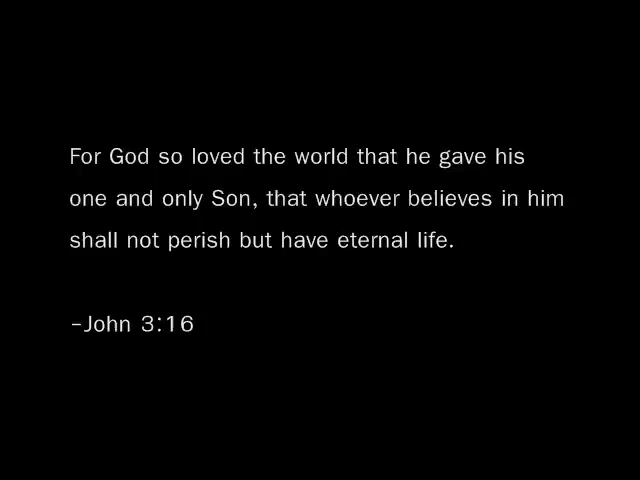 For God so loved the world that he gave his
one and only Son, that whoever believes in him
shall not perish but have eternal life.
–John 3:16